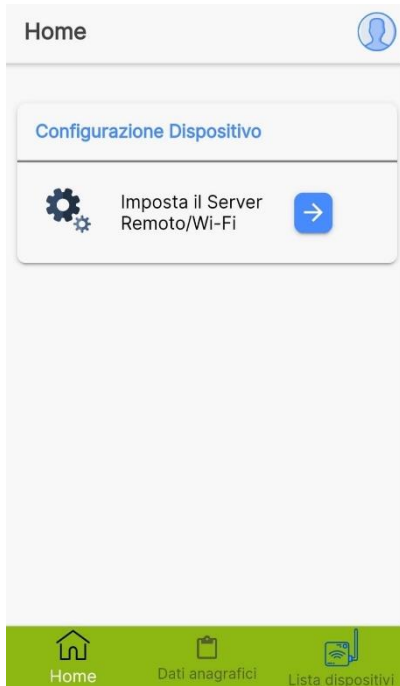 Home
Configurazione Dispositivo
Imposta il Server
Remoto/Wi-Fi
Home
Dati anagrafici
Lista dispositivi